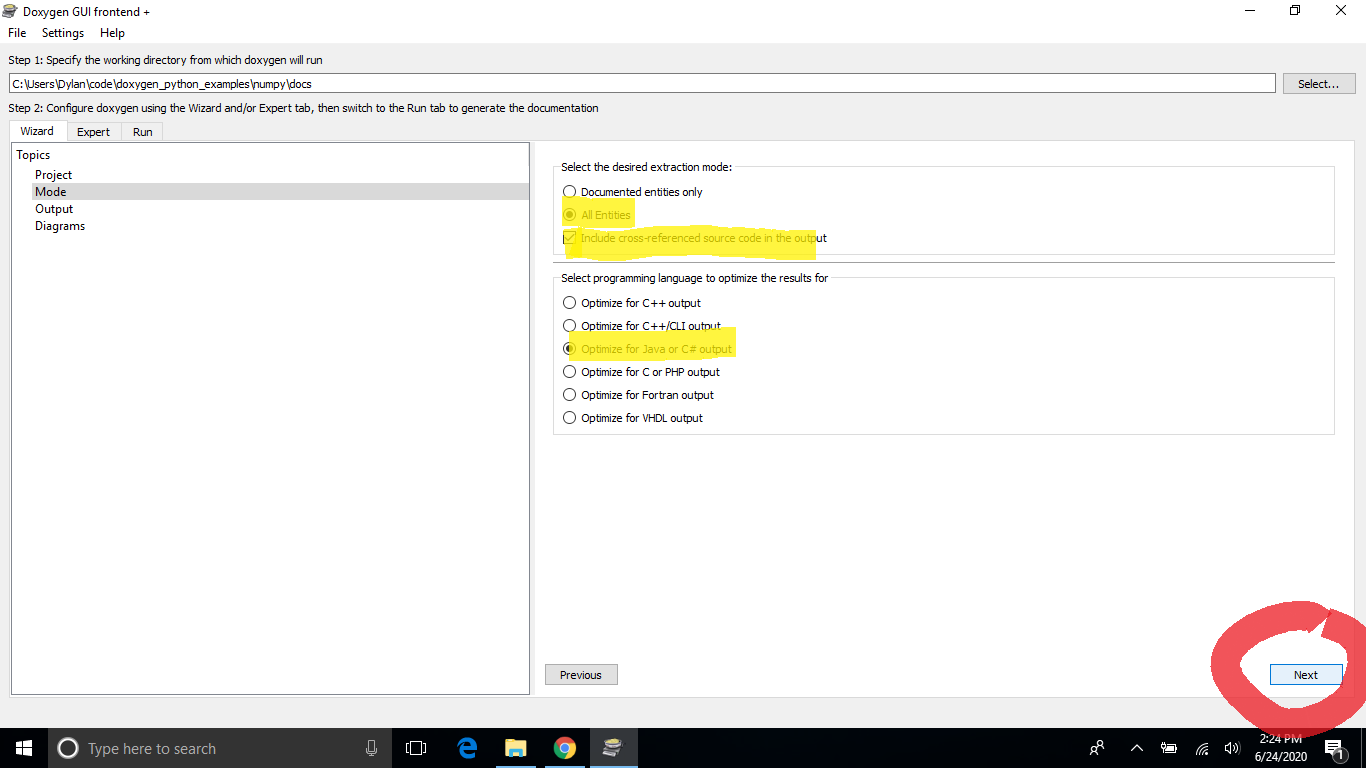 Doxygen GUI frontend +
File Settings Help
Step 1: Specify the working directory from which doxygen will run
C:\Users\Dylan\code\doxygen_python_examples\numpy\docs
Select...
Step 2: Configure doxygen using the Wizard and/or Expert tab, then switch to the Run tab to generate the documentation
Wizard Expert Run
Topics
Project
Mode
Output
Diagrams
Select the desired extraction mode:
Documented entities only
All Entities
Include cross-referenced source code in the output
Select programming language to optimize the results for
Optimize for C++ output
Optimize for C++/CLI output
Optimize for Java or C# output
Optimize for C or PHP output
Optimize for Fortran output
Optimize for VHDL output
Previous
Next
Type here to search
2:24 PM
6/24/2020
1